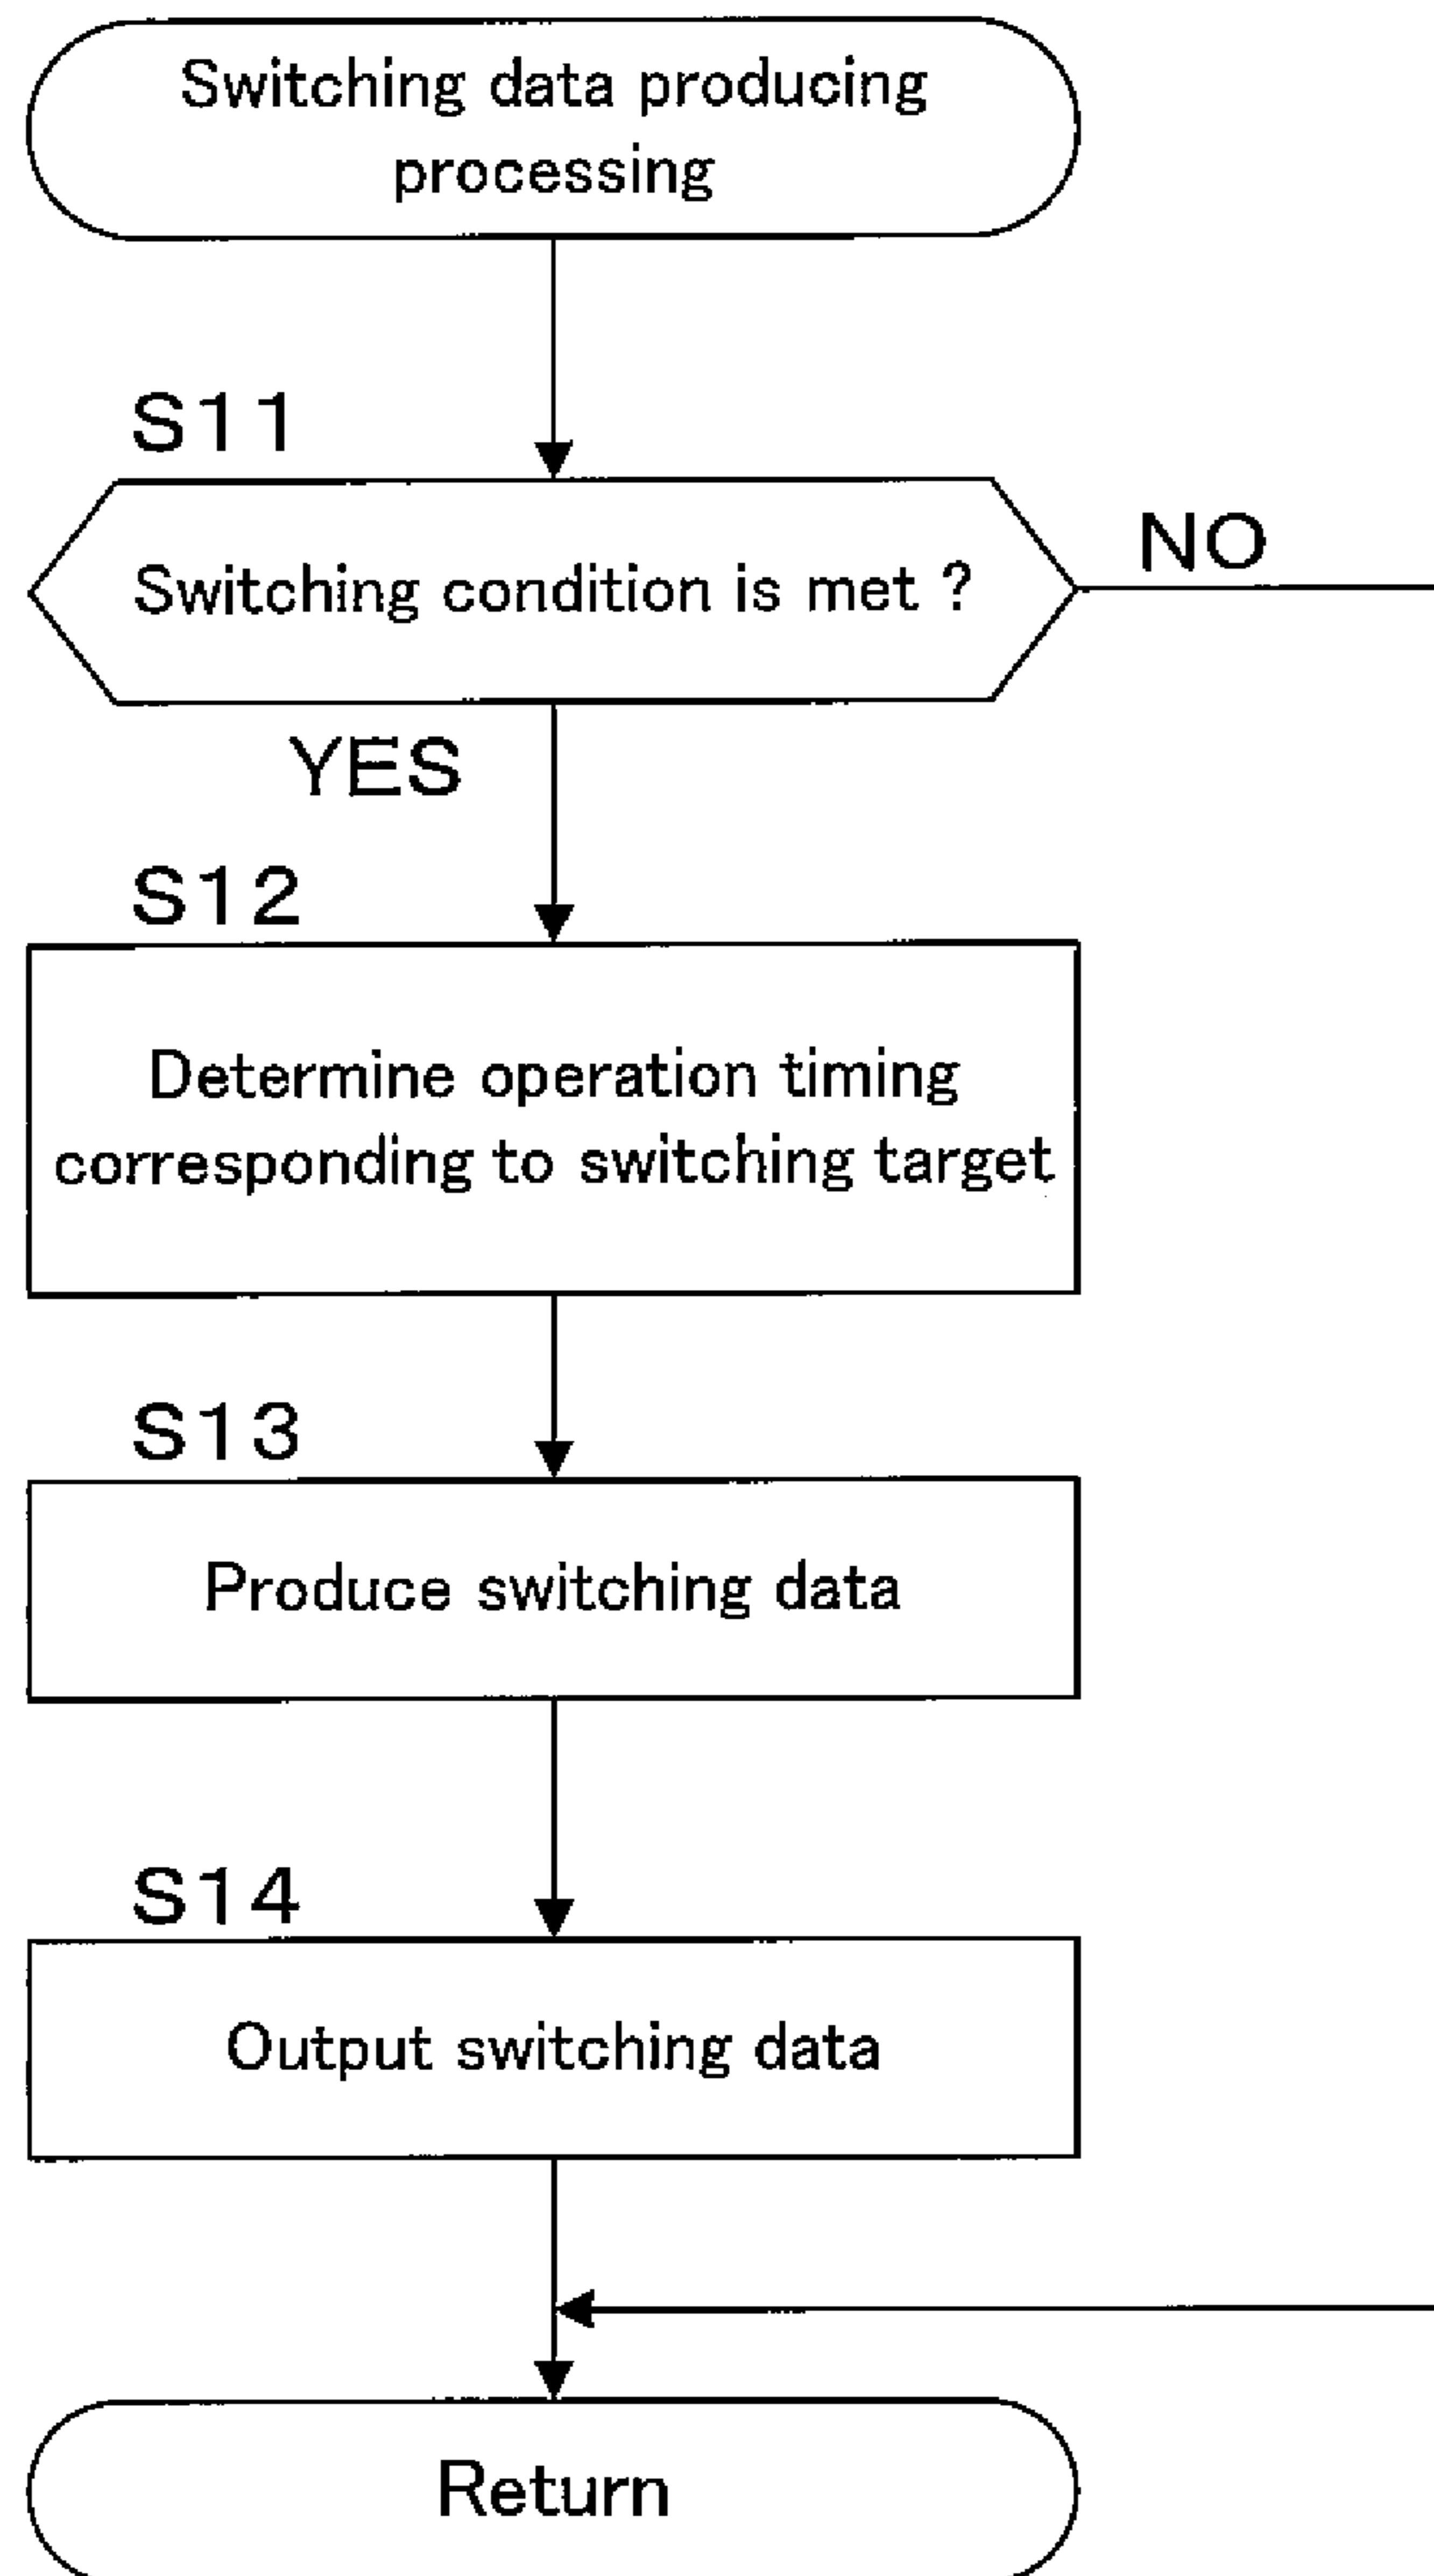 Switching data producing
processing
S11
Switching condition is met ?
NO
YES
S12
Determine operation timing
corresponding to switching target
S13
Produce switching data
S14
Output switching data
Return